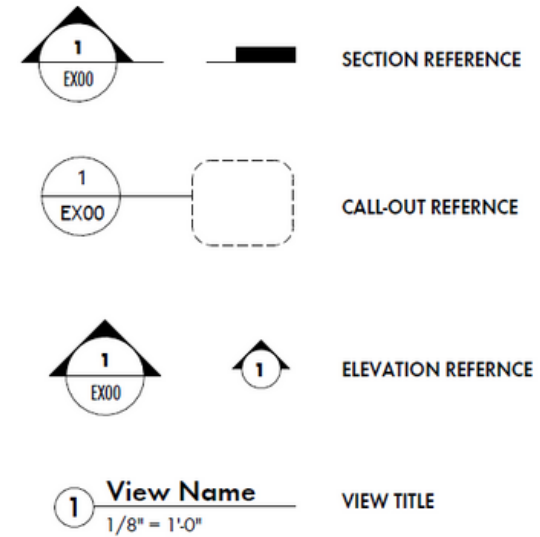 1
EX00
SECTION REFERENCE
1
EX00
CALL-OUT REFERNCE
1
EX00
1
ELEVATION REFERNCE
1
View Name
1/8" = 1'-0"
VIEW TITLE